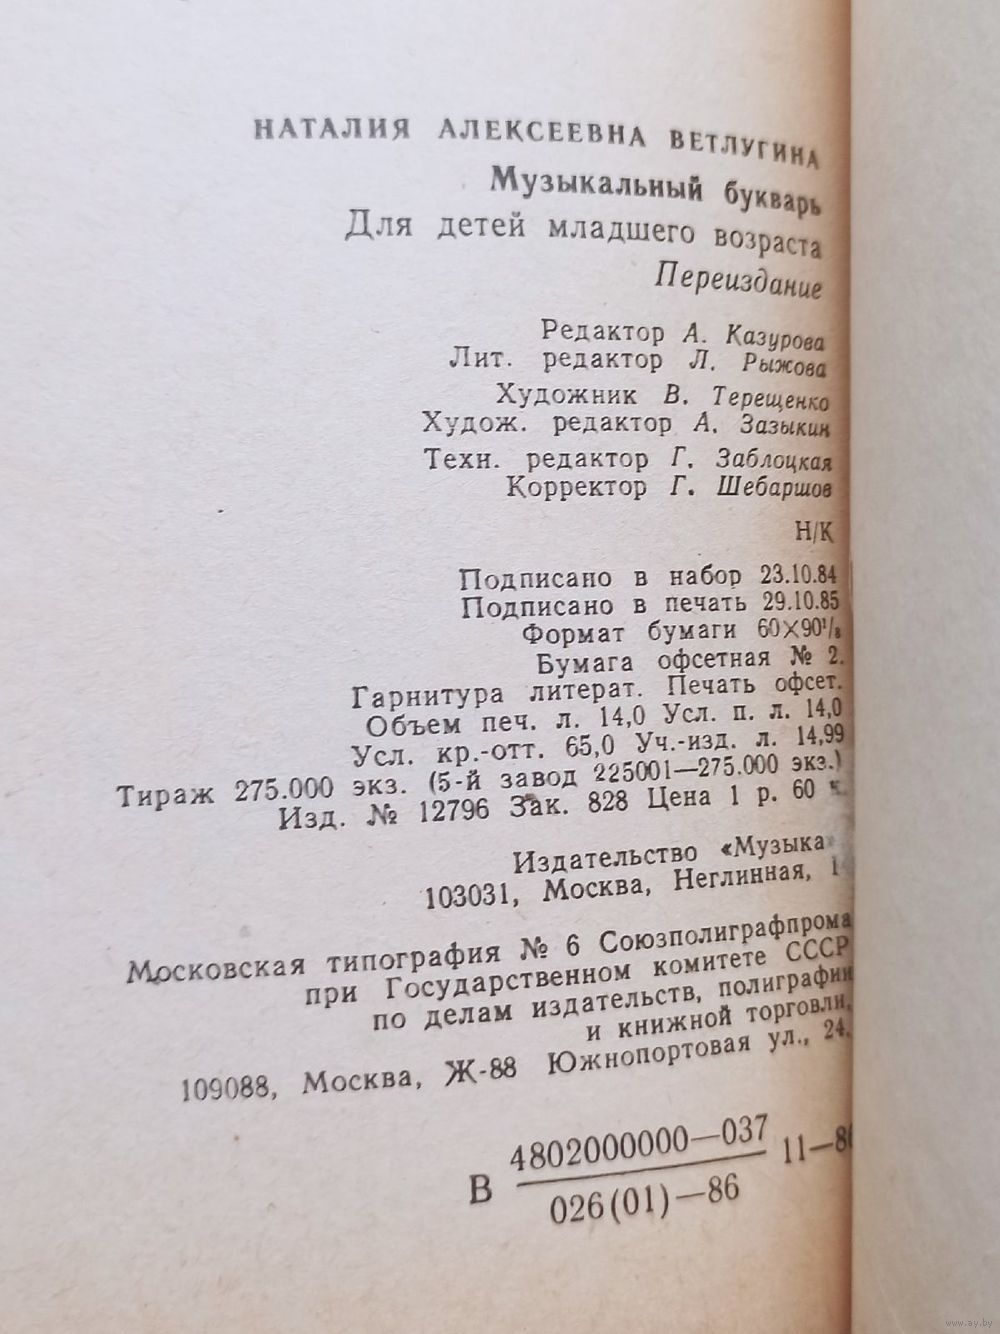 НАТАЛИЯ АЛЕКСЕЕВНА ВЕТЛУГИНА
Музыкальный букварь
Для детей младшего возраста
Переиздание
Редактор А. Казурова
Лит. редактор Л. Рыжова
Художник В. Терещенко
Худож. редактор А. Зазыкин
Техн. редактор Г. Заблоцкая
Корректор Г. Шебаршов
Н/К
Подписано в набор 23.10.84
Подписано в печать 29.10.85
Формат бумаги 60×90¹/₈
Бумага офсетная № 2.
Гарнитура литерат. Печать офсет.
Объем печ. л. 14,0 Усл. п. л. 14,0
Усл. кр.-отт. 65,0 Уч.-изд. л. 14,99
Тираж 275.000 экз. (5-й завод 225001—275.000 экз.)
Изд. № 12796 Зак. 828 Цена 1 р. 60 к.
Издательство «Музыка»
103031, Москва, Неглинная,
Московская типография № 6 Союзполиграфпрома
при Государственном комитете СССР
по делам издательств, полиграфии
и книжной торговли.
109088, Москва, Ж-88 Южнопортовая ул., 24.
В 4802000000—037 / 026(01)—86 11—86
www.ay.by